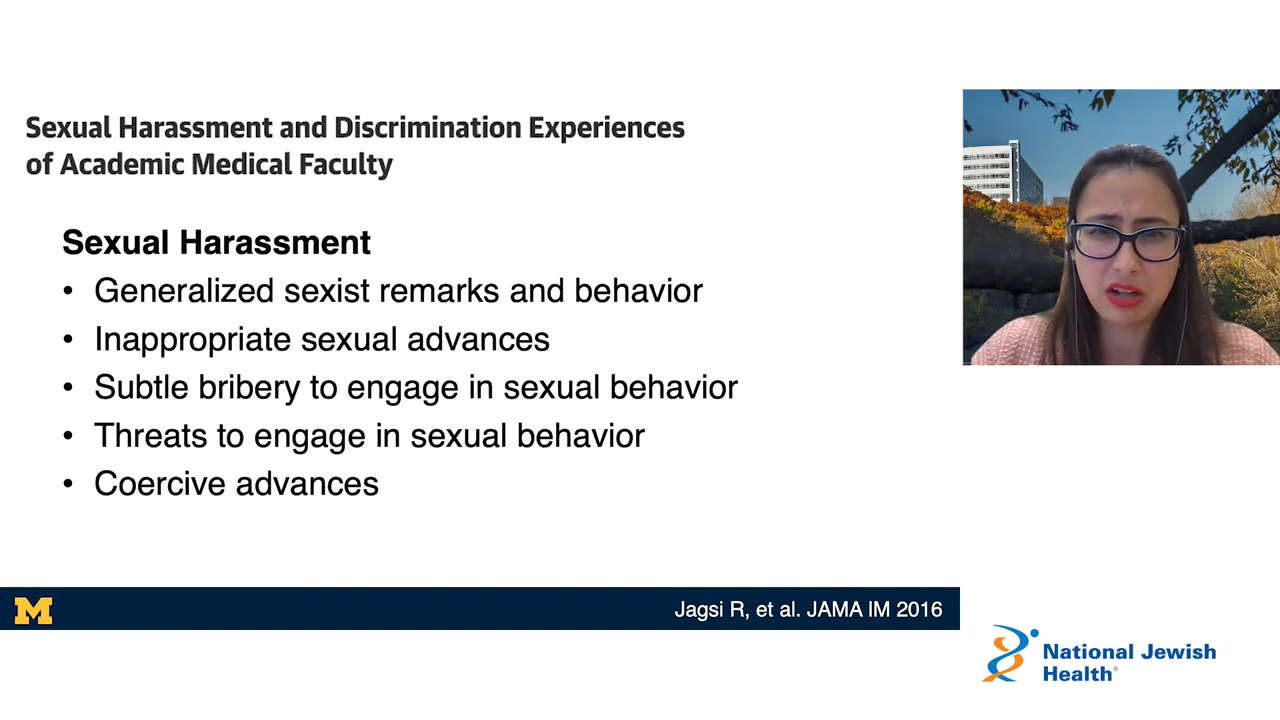 Sexual Harassment and Discrimination Experiences
of Academic Medical Faculty
Sexual Harassment
• Generalized sexist remarks and behavior
• Inappropriate sexual advances
• Subtle bribery to engage in sexual behavior
• Threats to engage in sexual behavior
• Coercive advances
M
Jagsi R, et al. JAMA IM 2016
National Jewish
Health®